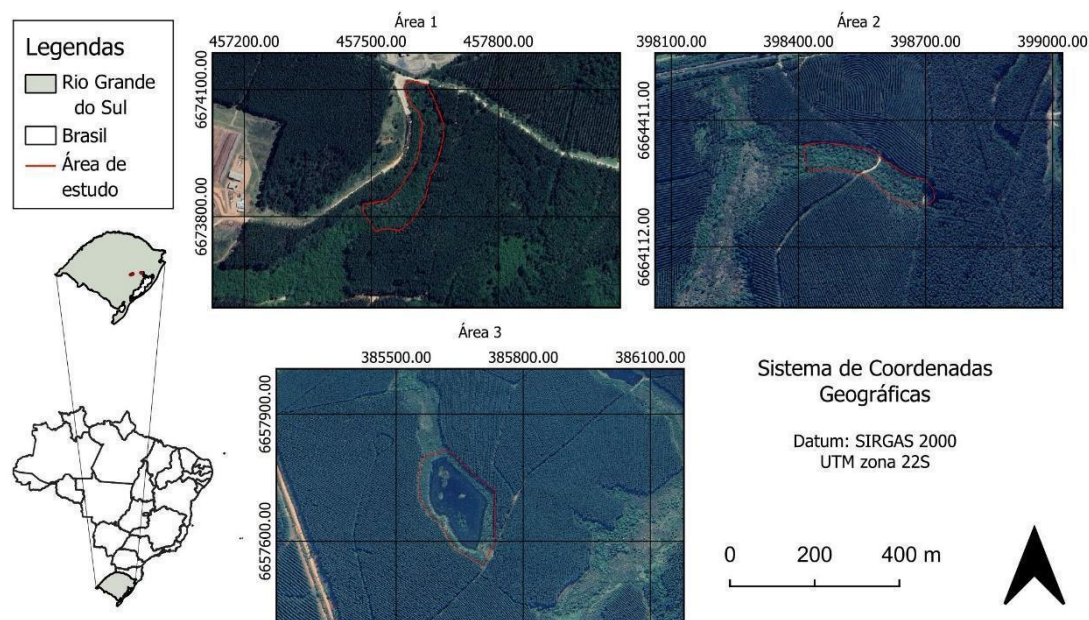 Legendas
Rio Grande
do Sul
Brasil
Área de
estudo
Área 1
457200.00 457500.00 457800.00
6674100.00
6673800.00
Área 2
398100.00 398400.00 398700.00 399000.00
6664411.00
6664112.00
Área 3
385500.00 385800.00 386100.00
6657900.00
6657600.00
Sistema de Coordenadas
Geográficas
Datum: SIRGAS 2000
UTM zona 22S
0 200 400 m